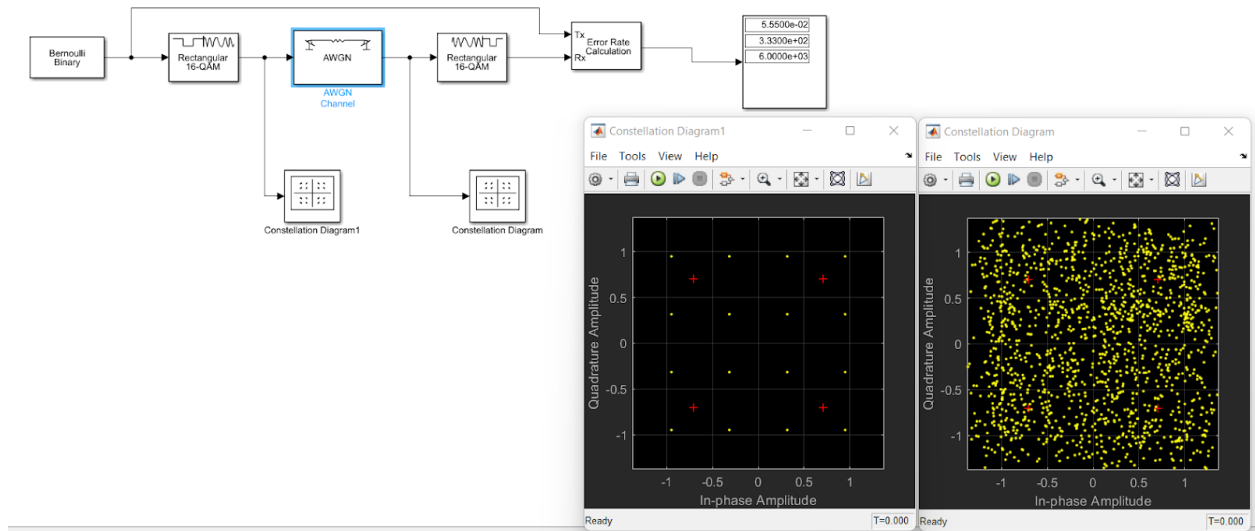 Bernoulli
Binary
Rectangular
16-QAM
AWGN
AWGN
Channel
Rectangular
16-QAM
Tx
Rx
Error Rate
Calculation
5.5500e-02
3.3300e+02
6.0000e+03
Constellation Diagram1
Constellation Diagram
Constellation Diagram1
File Tools View Help
Quadrature Amplitude
1
0.5
0
-0.5
-1
-1 -0.5 0 0.5 1
In-phase Amplitude
Ready T=0.000
Constellation Diagram
File Tools View Help
Quadrature Amplitude
1
0.5
0
-0.5
-1
-1 -0.5 0 0.5 1
In-phase Amplitude
Ready T=0.000